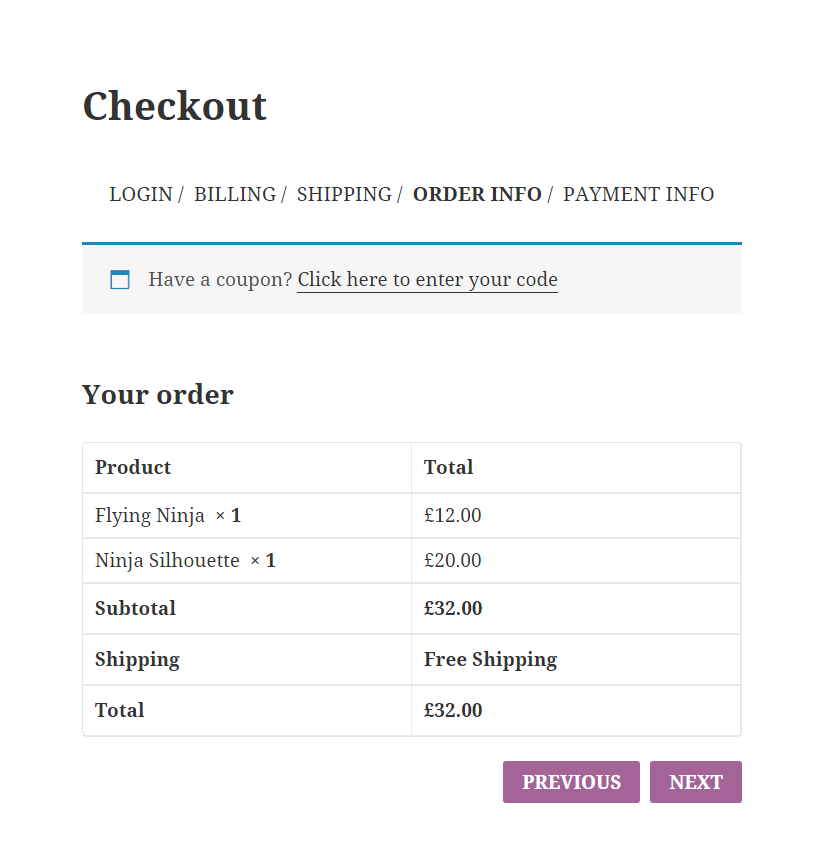 Checkout
LOGIN / BILLING / SHIPPING / ORDER INFO / PAYMENT INFO
Have a coupon? Click here to enter your code
Your order
Product Total
Flying Ninja × 1 £12.00
Ninja Silhouette × 1 £20.00
Subtotal £32.00
Shipping Free Shipping
Total £32.00
PREVIOUS NEXT